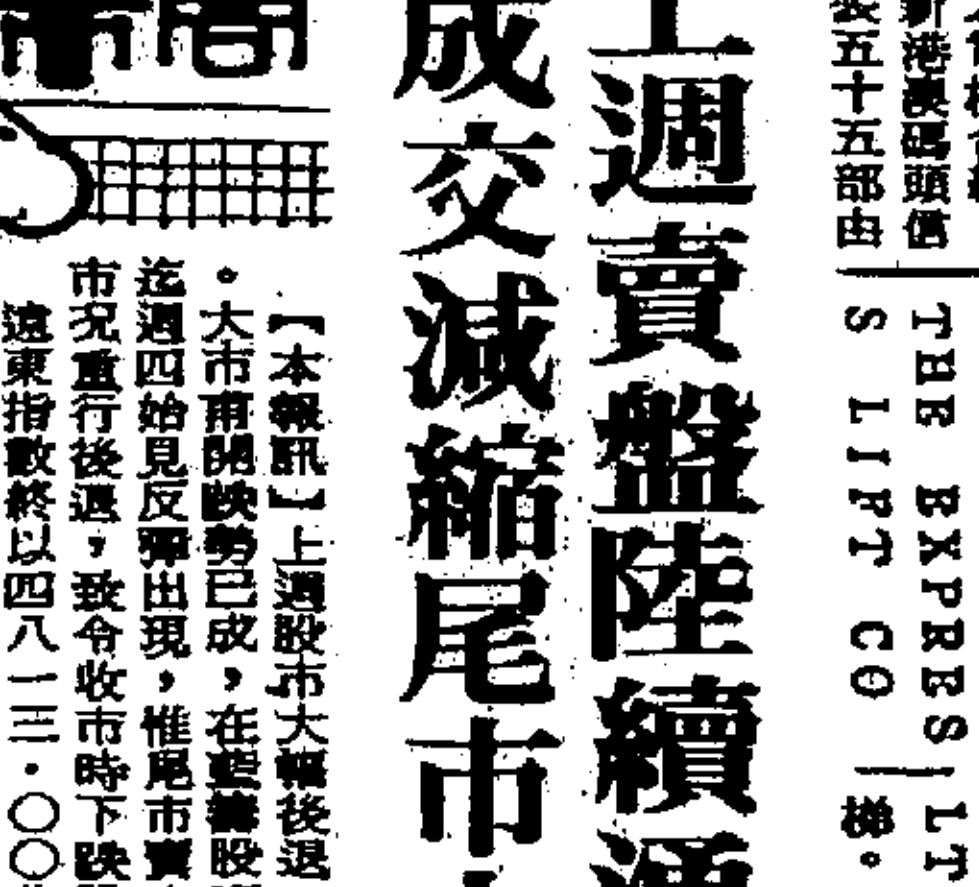 五十五部由
新港澳碼頭信
THE EXPRESS LIFT CO LT
梯。
上週賣盤陸續湧
成交減縮尾市
【本報訊】上週股市大幅後退
。大市甫開跌勢已成，在藍籌股
迄週四始見反彈出現，惟尾市賣
市況重行後退，致令收市時下跌
遠東指數終以四八一三・〇〇